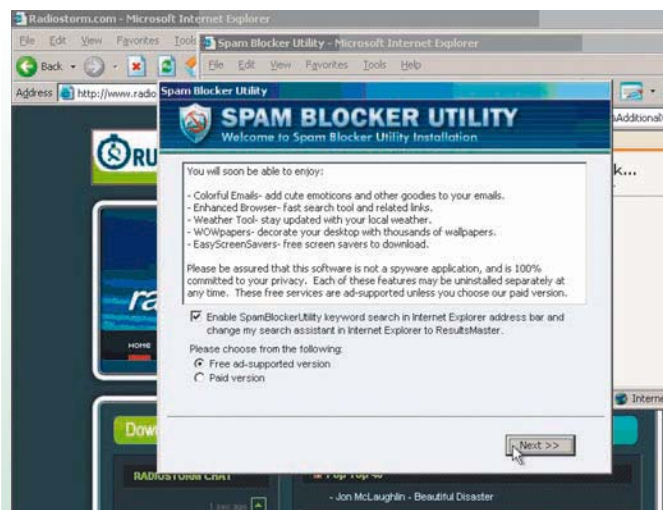 Radiostorm.com - Microsoft Internet Explorer
File Edit View Favorites Tools
Spam Blocker Utility - Microsoft Internet Explorer
Back
File Edit View Favorites Tools Help
Address http://www.radio
Spam Blocker Utility
SPAM BLOCKER UTILITY
Welcome to Spam Blocker Utility Installation
RU
k...
You will soon be able to enjoy:
- Colorful Emails- add cute emoticons and other goodies to your emails.
- Enhanced Browser- fast search tool and related links.
- Weather Tool- stay updated with your local weather.
- WOWpapers- decorate your desktop with thousands of wallpapers.
- EasyScreenSavers- free screen savers to download.
Please be assured that this software is not a spyware application, and is 100%
committed to your privacy. Each of these features may be uninstalled separately at
any time. These free services are ad-supported unless you choose our paid version.
ra
Enable SpamBlockerUtility keyword search in Internet Explorer address bar and
change my search assistant in Internet Explorer to ResultsMaster.
HOME
Please choose from the following:
Free ad-supported version
Paid version
Interne
Dow
Next >>
RADIOSTORM CHAT
- Jon McLaughlin - Beautiful Disaster